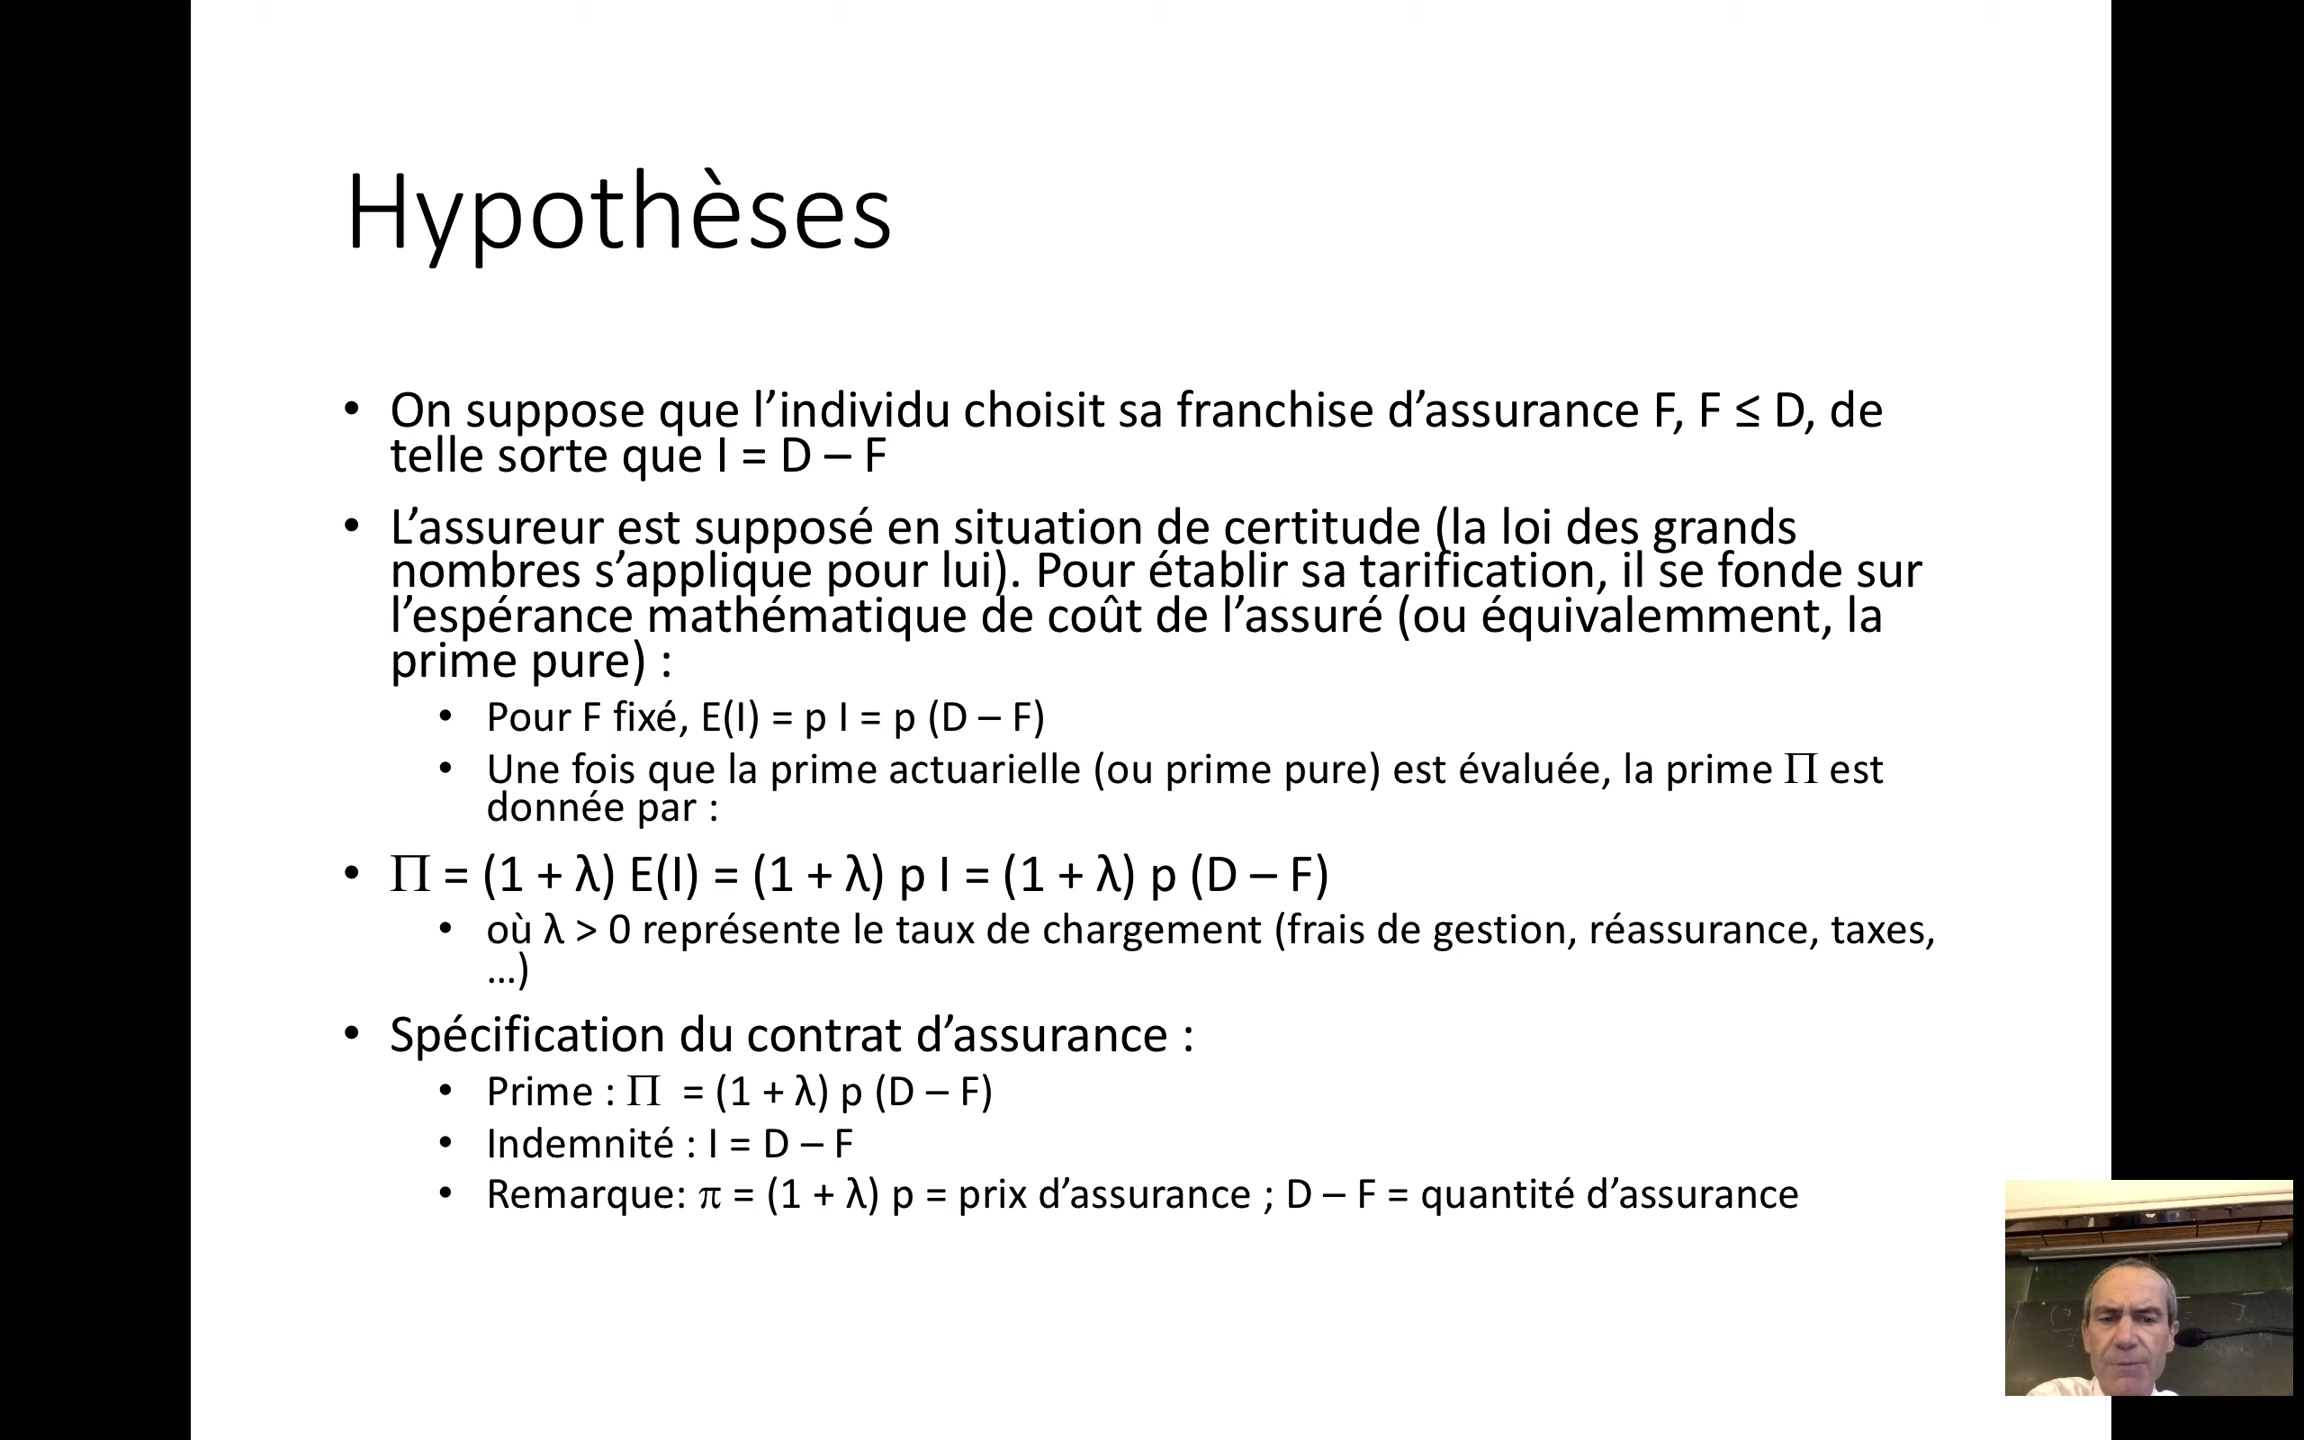 Hypothèses
• On suppose que l’individu choisit sa franchise d’assurance F, F ≤ D, de
telle sorte que I = D – F
• L’assureur est supposé en situation de certitude (la loi des grands
nombres s’applique pour lui). Pour établir sa tarification, il se fonde sur
l’espérance mathématique de coût de l’assuré (ou équivalemment, la
prime pure) :
• Pour F fixé, E(I) = p I = p (D – F)
• Une fois que la prime actuarielle (ou prime pure) est évaluée, la prime Π est
donnée par :
• Π = (1 + λ) E(I) = (1 + λ) p I = (1 + λ) p (D – F)
• où λ > 0 représente le taux de chargement (frais de gestion, réassurance, taxes,
…)
• Spécification du contrat d’assurance :
• Prime : Π = (1 + λ) p (D – F)
• Indemnité : I = D – F
• Remarque: π = (1 + λ) p = prix d’assurance ; D – F = quantité d’assurance